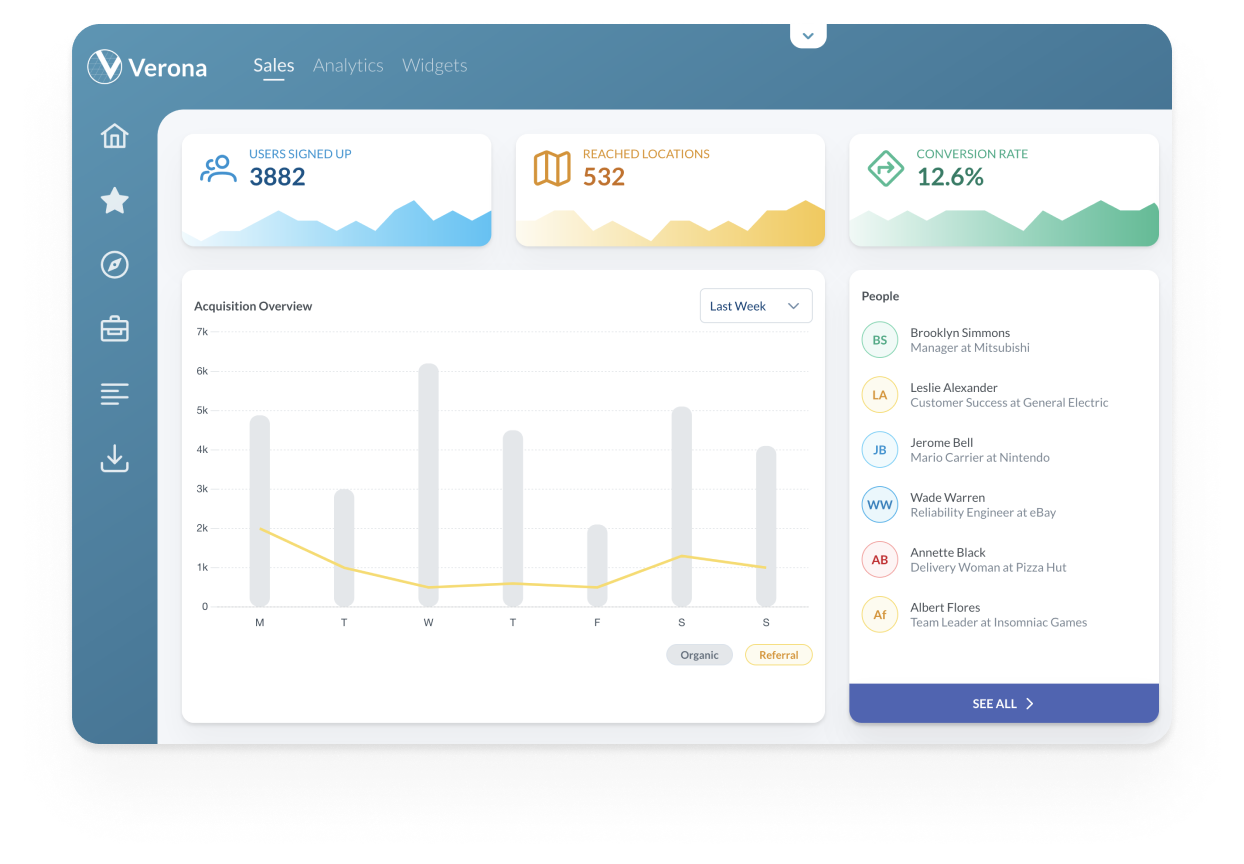 Verona
Sales Analytics Widgets
USERS SIGNED UP
3882
REACHED LOCATIONS
532
CONVERSION RATE
12.6%
Acquisition Overview
Last Week
7k
6k
5k
4k
3k
2k
1k
0
M T W T F S S
Organic Referral
People
BS
Brooklyn Simmons
Manager at Mitsubishi
LA
Leslie Alexander
Customer Success at General Electric
JB
Jerome Bell
Mario Carrier at Nintendo
WW
Wade Warren
Reliability Engineer at eBay
AB
Annette Black
Delivery Woman at Pizza Hut
Af
Albert Flores
Team Leader at Insomniac Games
SEE ALL